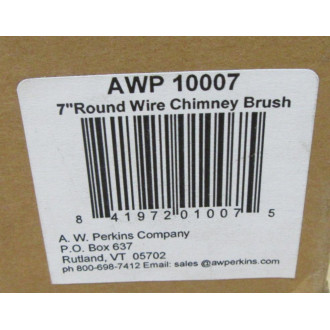 AWP 10007
7"Round Wire Chimney Brush
8 41972 01007 5
A. W. Perkins Company
P.O. Box 637
Rutland, VT 05702
ph 800-698-7412 Email: sales @awperkins.com